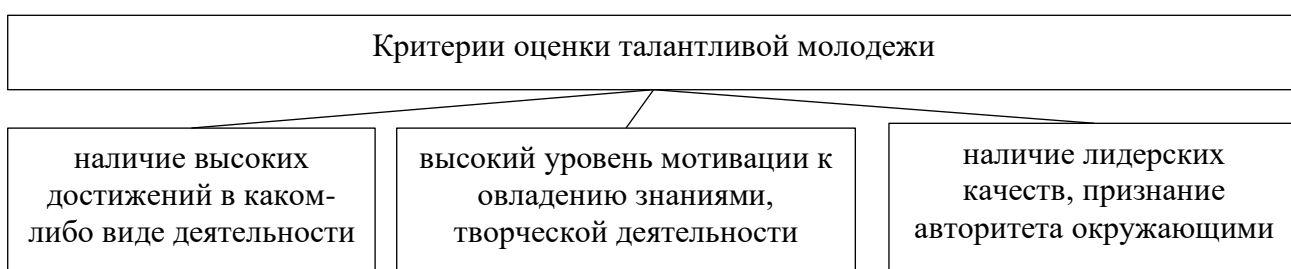 Критерии оценки талантливой молодежи
наличие высоких
достижений в каком-
либо виде деятельности
высокий уровень мотивации к
овладению знаниями,
творческой деятельности
наличие лидерских
качеств, признание
авторитета окружающими